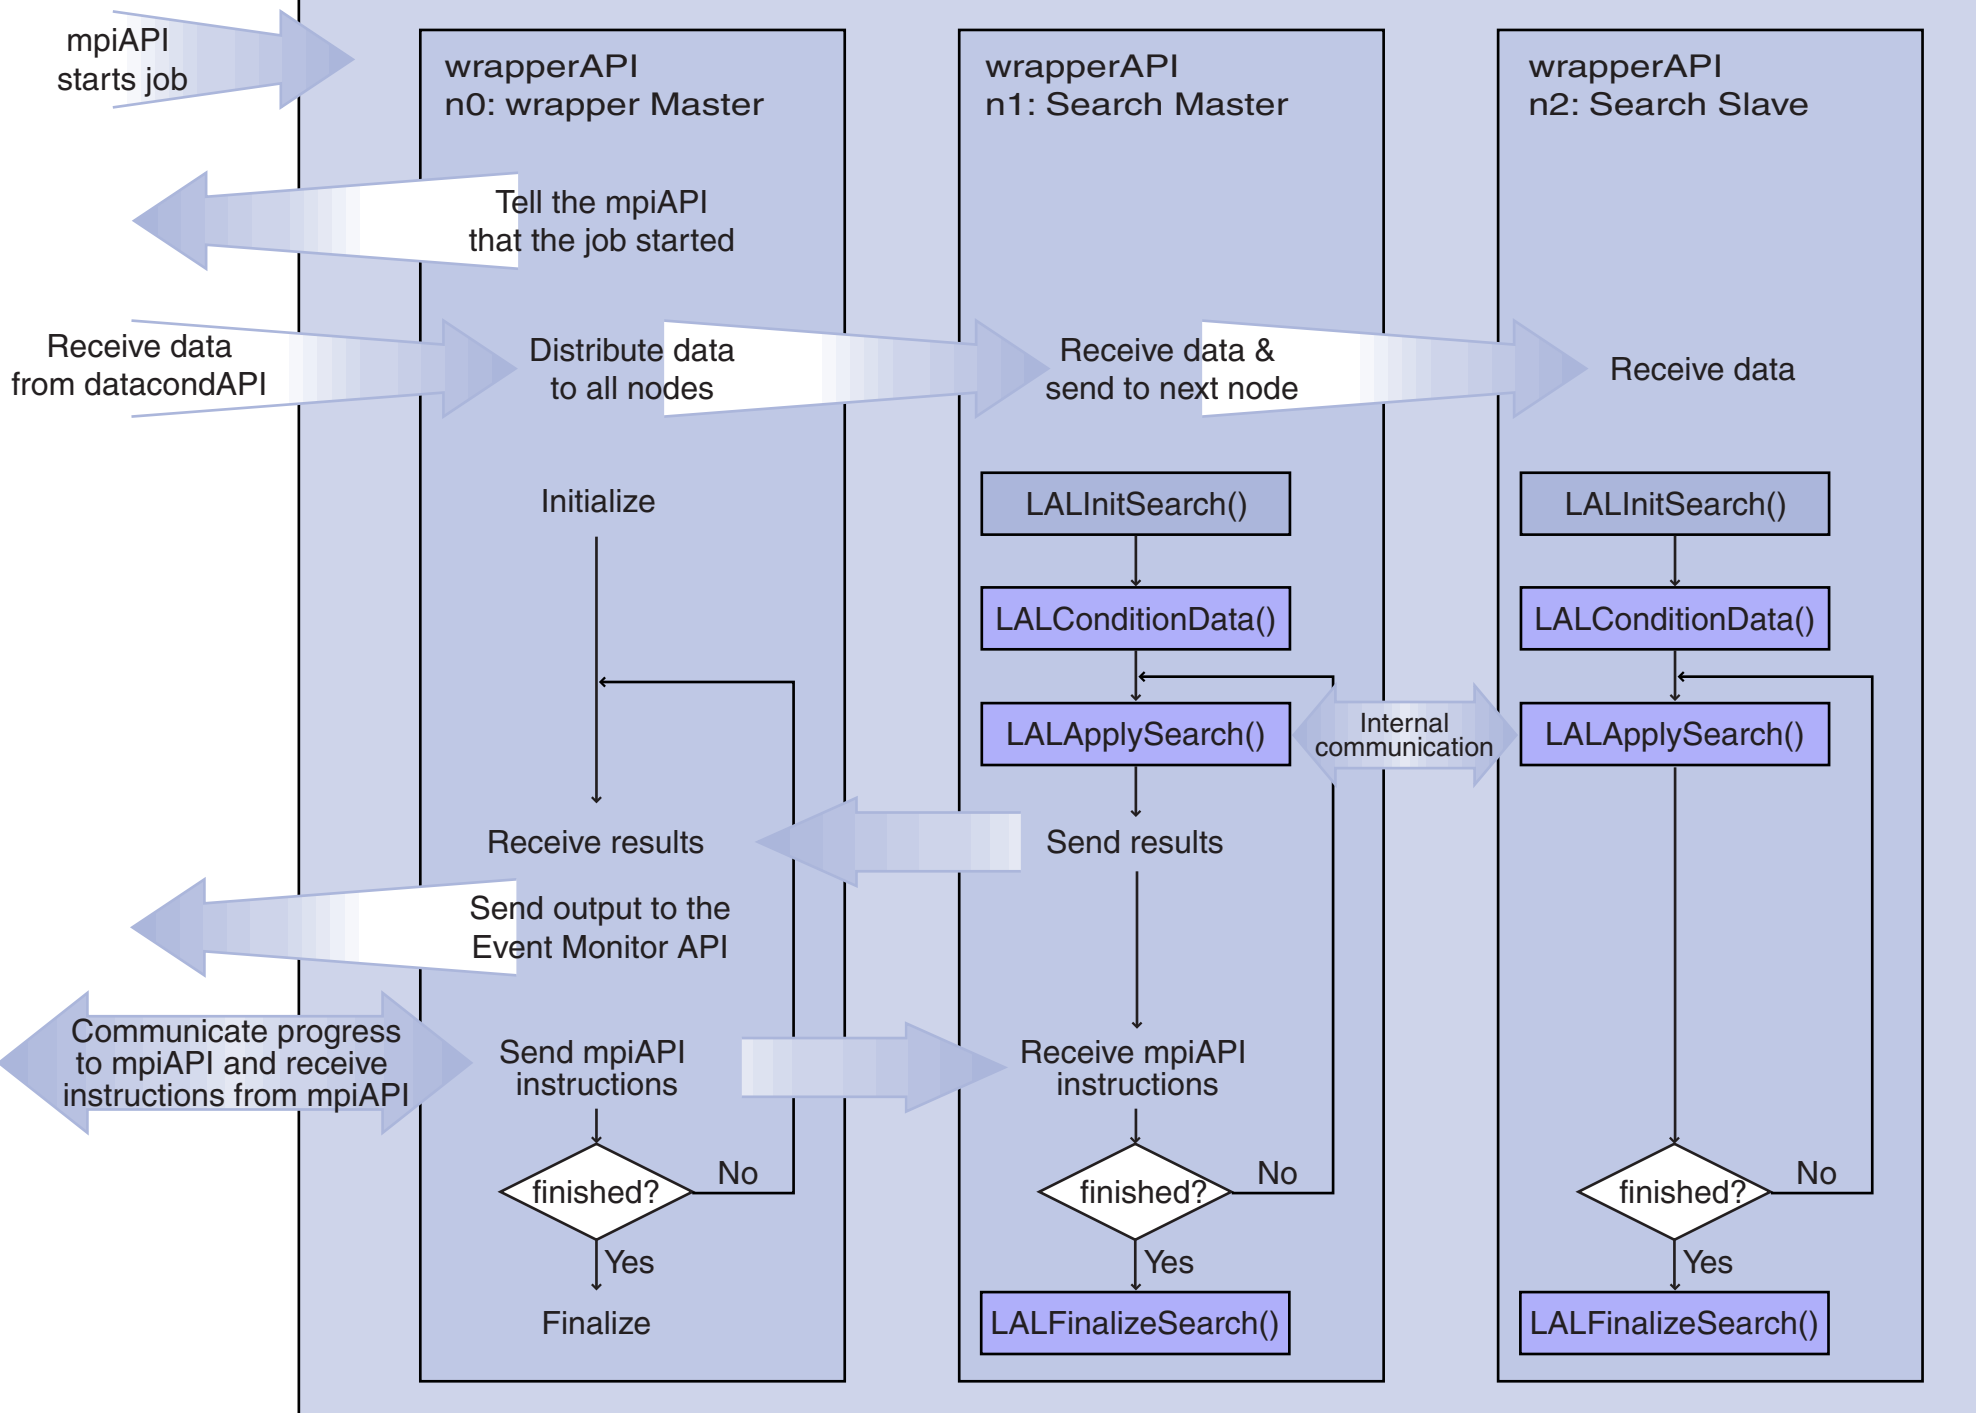 mpiAPI
starts job
wrapperAPI
n0: wrapper Master
wrapperAPI
n1: Search Master
wrapperAPI
n2: Search Slave
Tell the mpiAPI
that the job started
Receive data
from datacondAPI
Distribute data
to all nodes
Receive data &
send to next node
Receive data
Initialize
LALInitSearch()
LALInitSearch()
LALConditionData()
LALConditionData()
LALApplySearch()
Internal
communication
LALApplySearch()
Receive results
Send results
Send output to the
Event Monitor API
Communicate progress
to mpiAPI and receive
instructions from mpiAPI
Send mpiAPI
instructions
Receive mpiAPI
instructions
finished?
No
finished?
No
finished?
No
Yes
Yes
Yes
Finalize
LALFinalizeSearch()
LALFinalizeSearch()